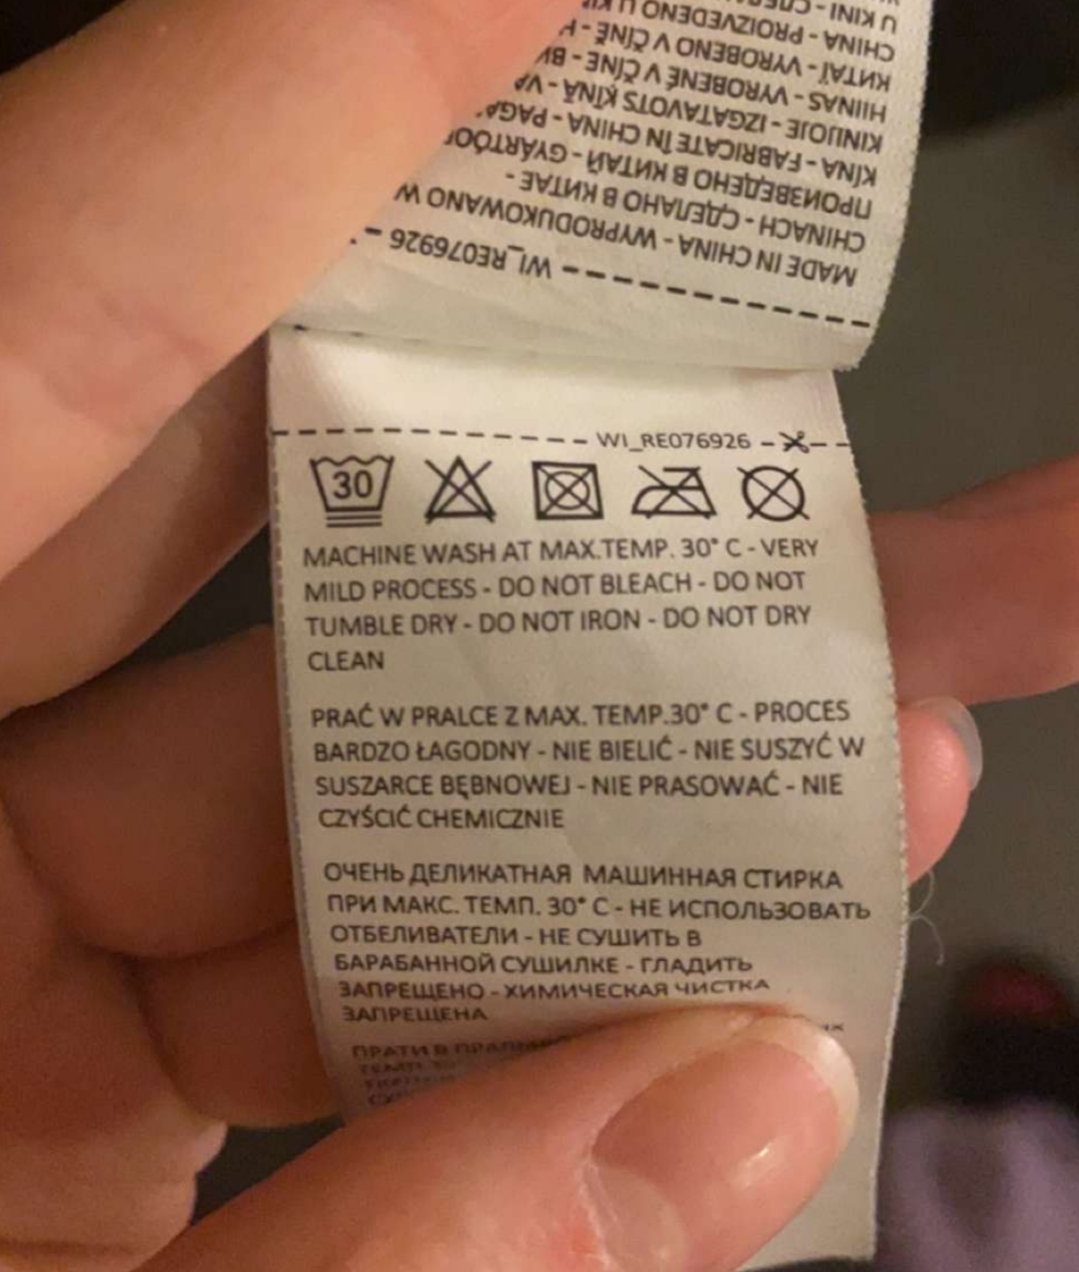 U KINI
CHINA - PROIZVEDENO U
КИТАЇ - VYROBENO V ČÍNĚ -
HIINAS - VYROBENÉ V ČÍNE -
KINIJOJE - IZGATAVOTS ĶĪNĀ -
KÍNA - FABRICATE ÎN CHINA -
ПРОИЗВЕДЕНО В КИТАЙ -
CHINACH - СДЕЛАНО В КИТАЕ -
MADE IN CHINA - WYPRODUKOWANO W
WI_RE076926
WI_RE076926
30
MACHINE WASH AT MAX.TEMP. 30° C - VERY
MILD PROCESS - DO NOT BLEACH - DO NOT
TUMBLE DRY - DO NOT IRON - DO NOT DRY
CLEAN
PRAĆ W PRALCE Z MAX. TEMP.30° C - PROCES
BARDZO ŁAGODNY - NIE BIELIĆ - NIE SUSZYĆ W
SUSZARCE BĘBNOWEJ - NIE PRASOWAĆ - NIE
CZYŚCIĆ CHEMICZNIE
ОЧЕНЬ ДЕЛИКАТНАЯ МАШИННАЯ СТИРКА
ПРИ МАКС. ТЕМП. 30° C - НЕ ИСПОЛЬЗОВАТЬ
ОТБЕЛИВАТЕЛИ - НЕ СУШИТЬ В
БАРАБАННОЙ СУШИЛКЕ - ГЛАДИТЬ
ЗАПРЕЩЕНО - ХИМИЧЕСКАЯ ЧИСТКА
ЗАПРЕЩЕНА
ПРАТИ В